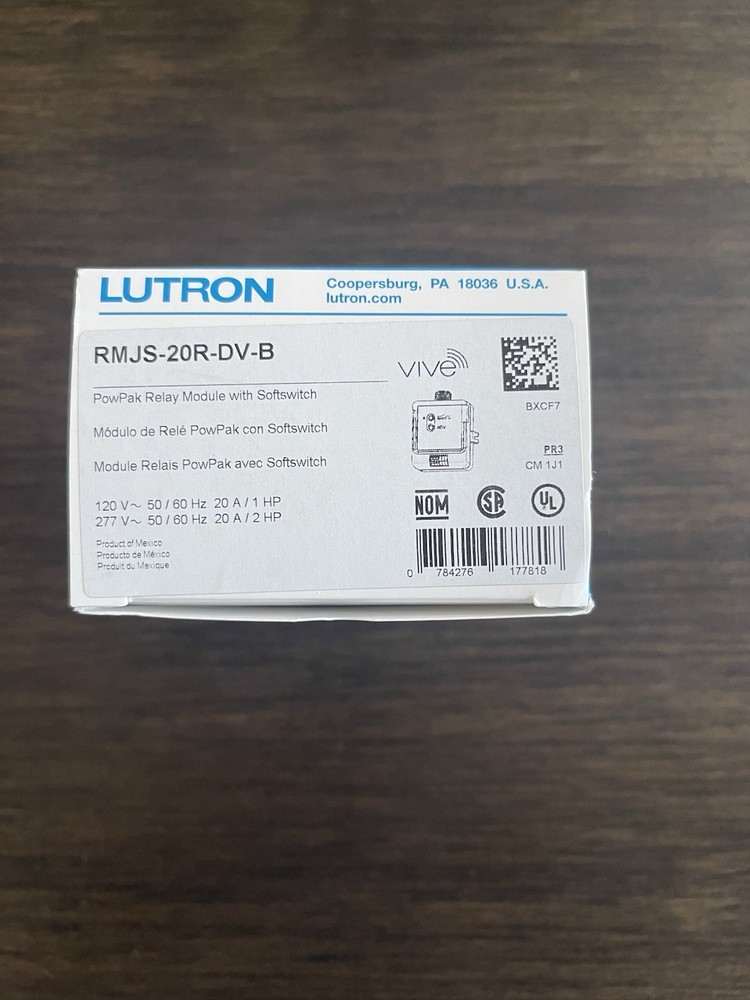 LUTRON
Coopersburg, PA 18036 U.S.A.
lutron.com
RMJS-20R-DV-B
vive
PowPak Relay Module with Softswitch
Módulo de Relé PowPak con Softswitch
Module Relais PowPak avec Softswitch
BXCF7
PR3
CM 1J1
120 V~ 50 / 60 Hz 20 A / 1 HP
277 V~ 50 / 60 Hz 20 A / 2 HP
NOM
SA
UL
Product of Mexico
Producto de México
Produit du Mexique
0 784276 177818